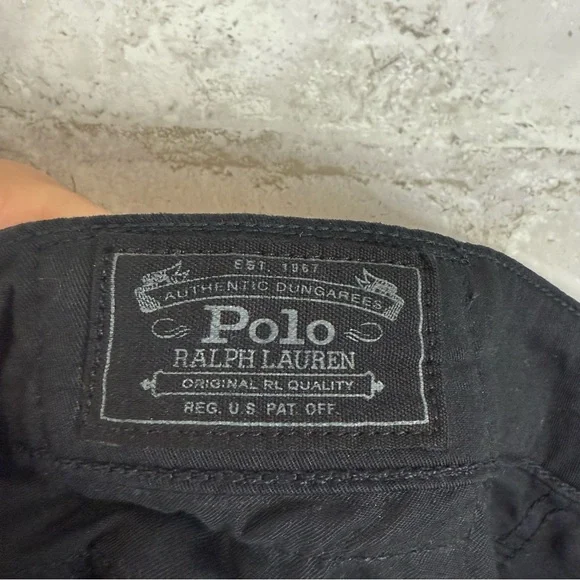 EST. 1967
AUTHENTIC DUNGAREES
Polo
RALPH LAUREN
ORIGINAL RL QUALITY
REG. U.S. PAT. OFF.